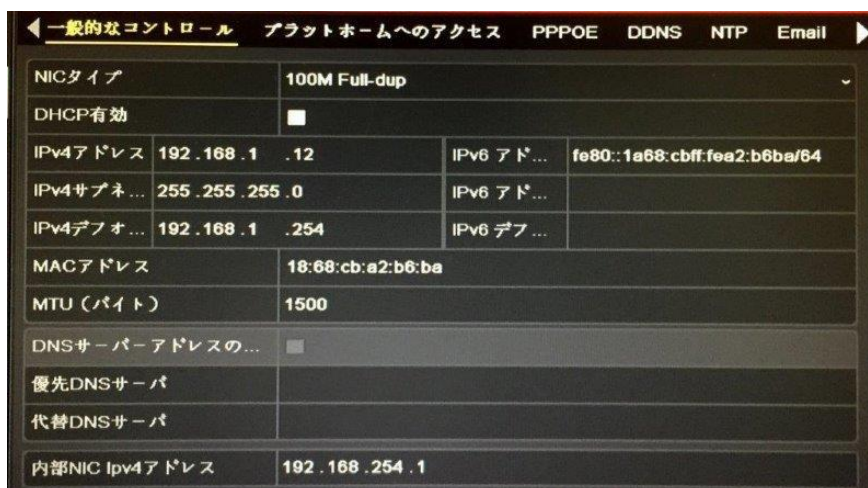 一般的なコントロール プラットホームへのアクセス PPPOE DDNS NTP Email
NICタイプ 100M Full-dup
DHCP有効
IPv4アドレス 192.168.1 .12 IPv6 アド... fe80::1a68:cbff:fea2:b6ba/64
IPv4サブネ... 255.255.255.0 IPv6 アド...
IPv4デフォ... 192.168.1 .254 IPv6 デフ...
MACアドレス 18:68:cb:a2:b6:ba
MTU（バイト） 1500
DNSサーバーアドレスの...
優先DNSサーバ
代替DNSサーバ
内部NIC Ipv4アドレス 192.168.254.1